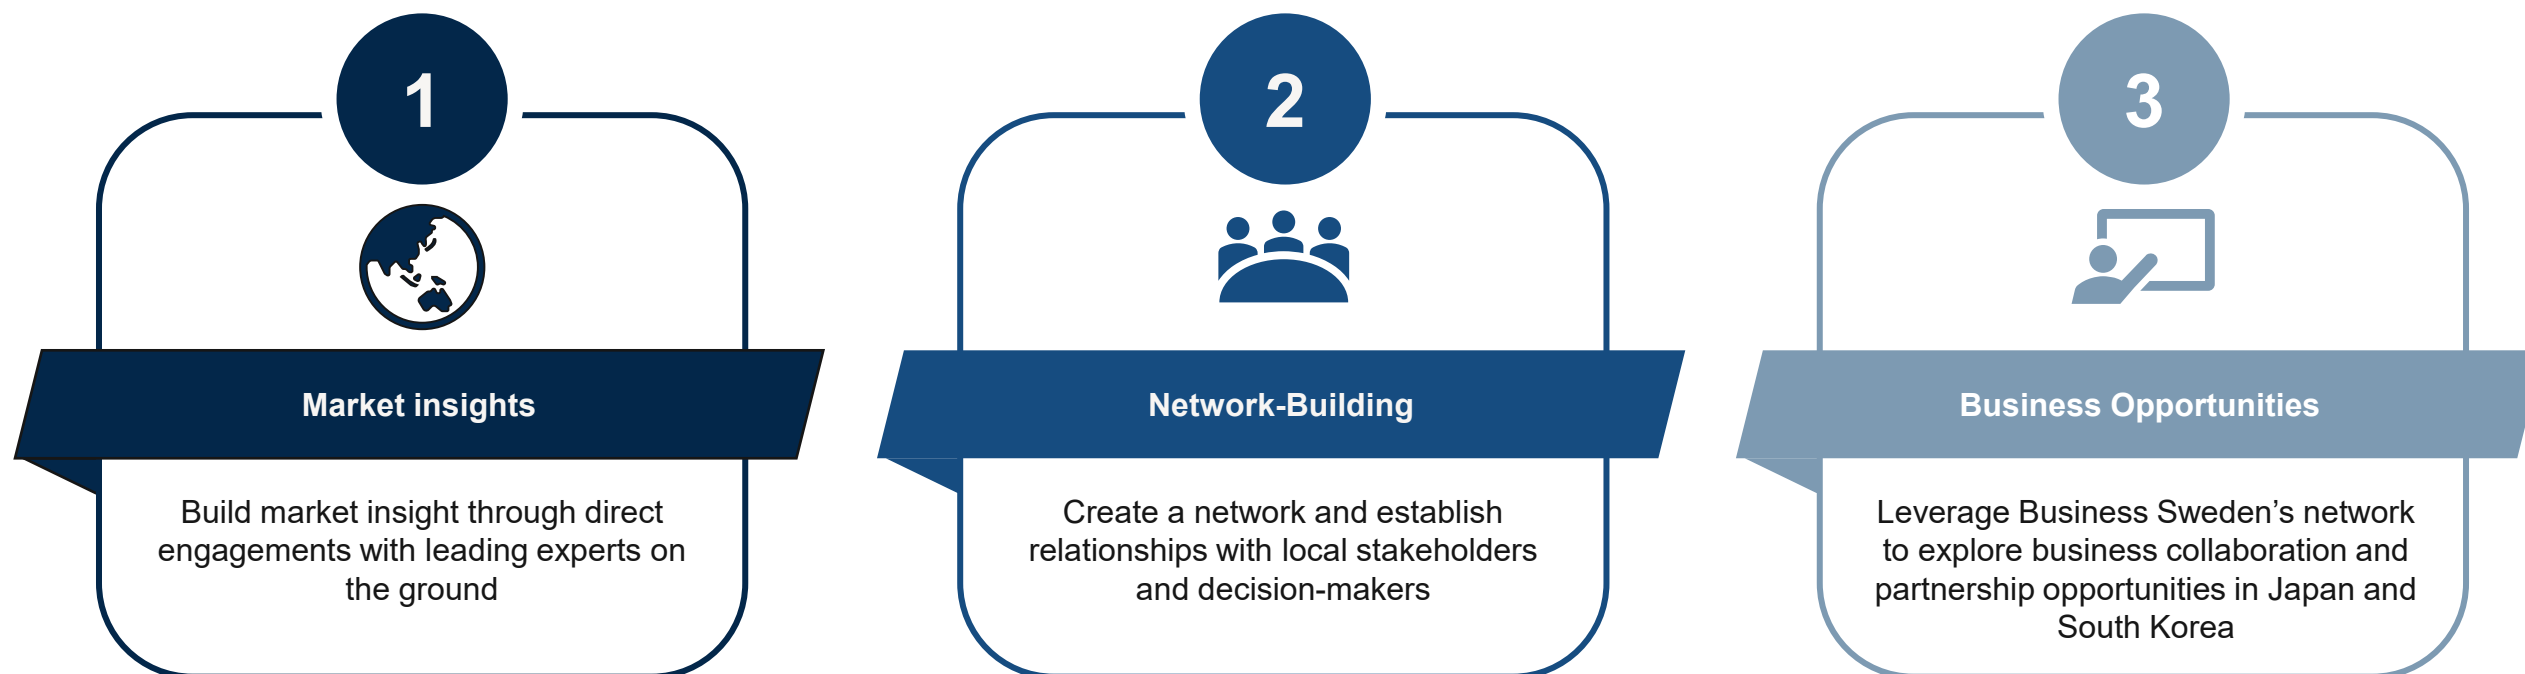 1
Market insights
Build market insight through direct
engagements with leading experts on
the ground
2
Network-Building
Create a network and establish
relationships with local stakeholders
and decision-makers
3
Business Opportunities
Leverage Business Sweden’s network
to explore business collaboration and
partnership opportunities in Japan and
South Korea